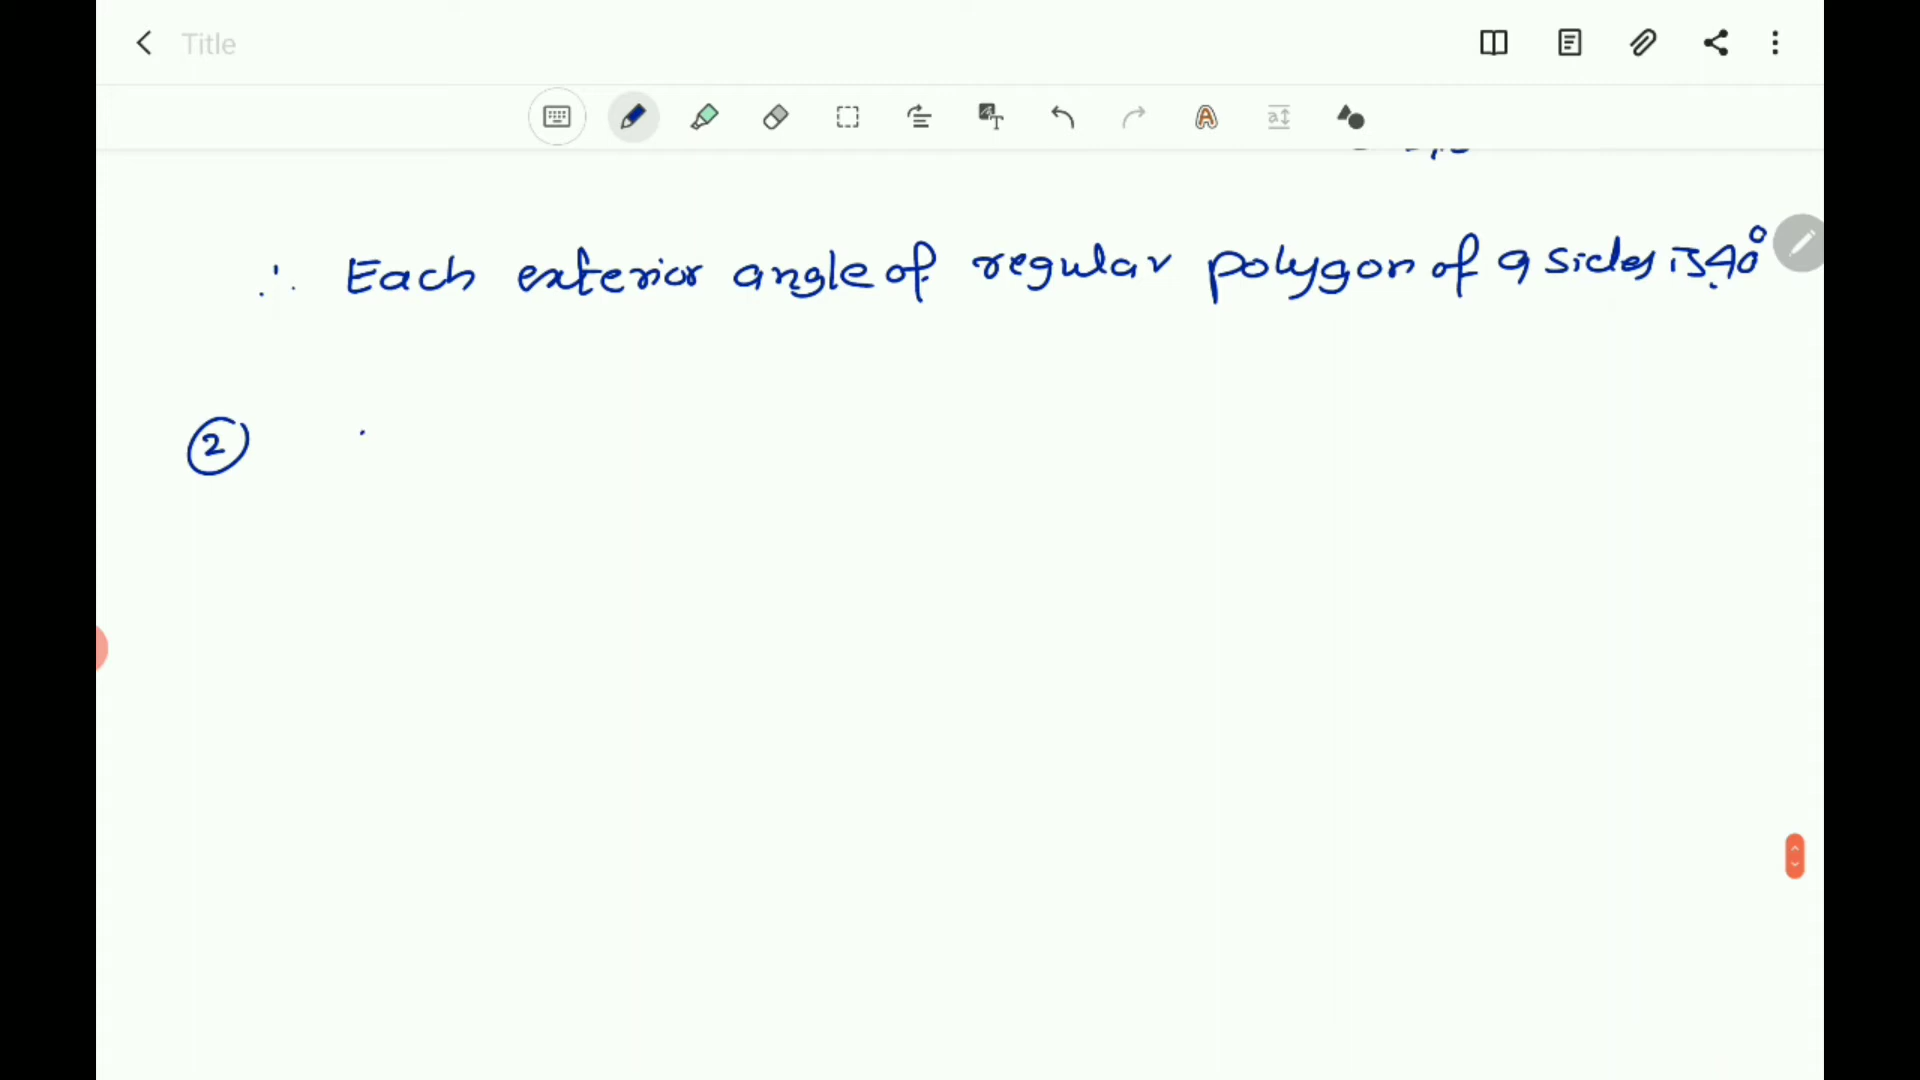 Title
∴ Each exterior angle of regular polygon of 9 sides is 40°
②